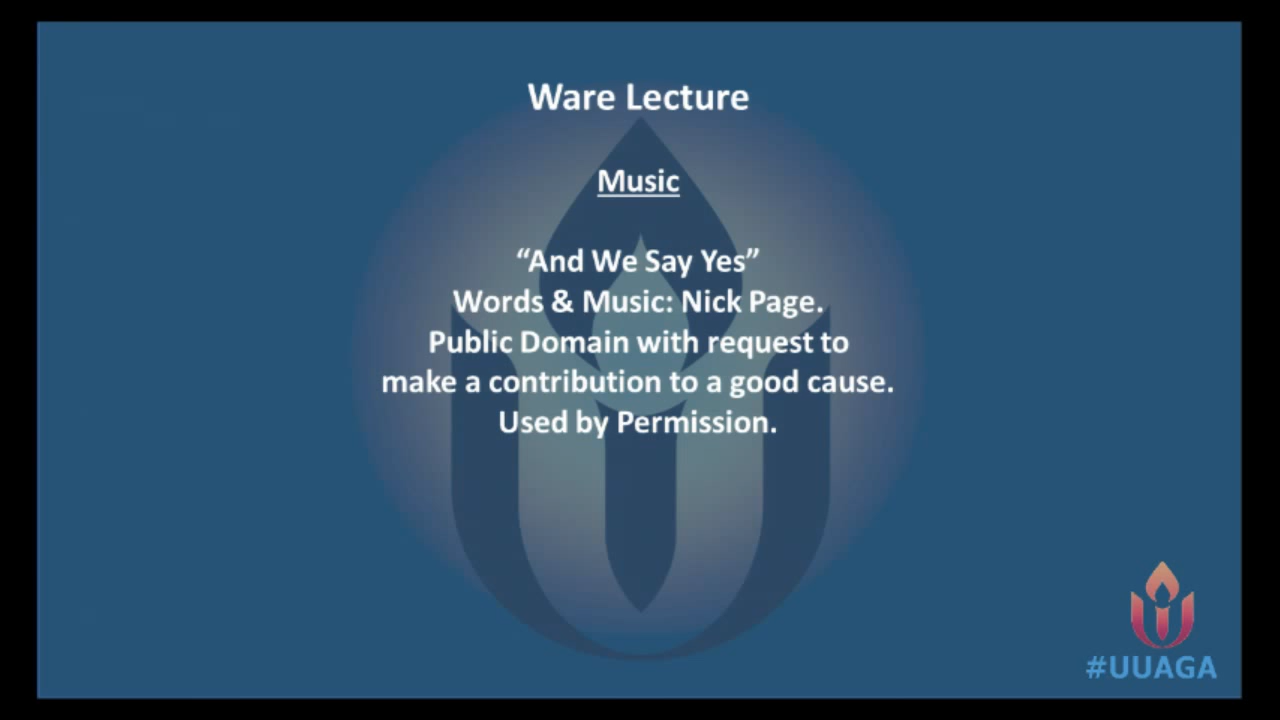 Ware Lecture
Music
“And We Say Yes”
Words & Music: Nick Page.
Public Domain with request to
make a contribution to a good cause.
Used by Permission.
#UUAGA